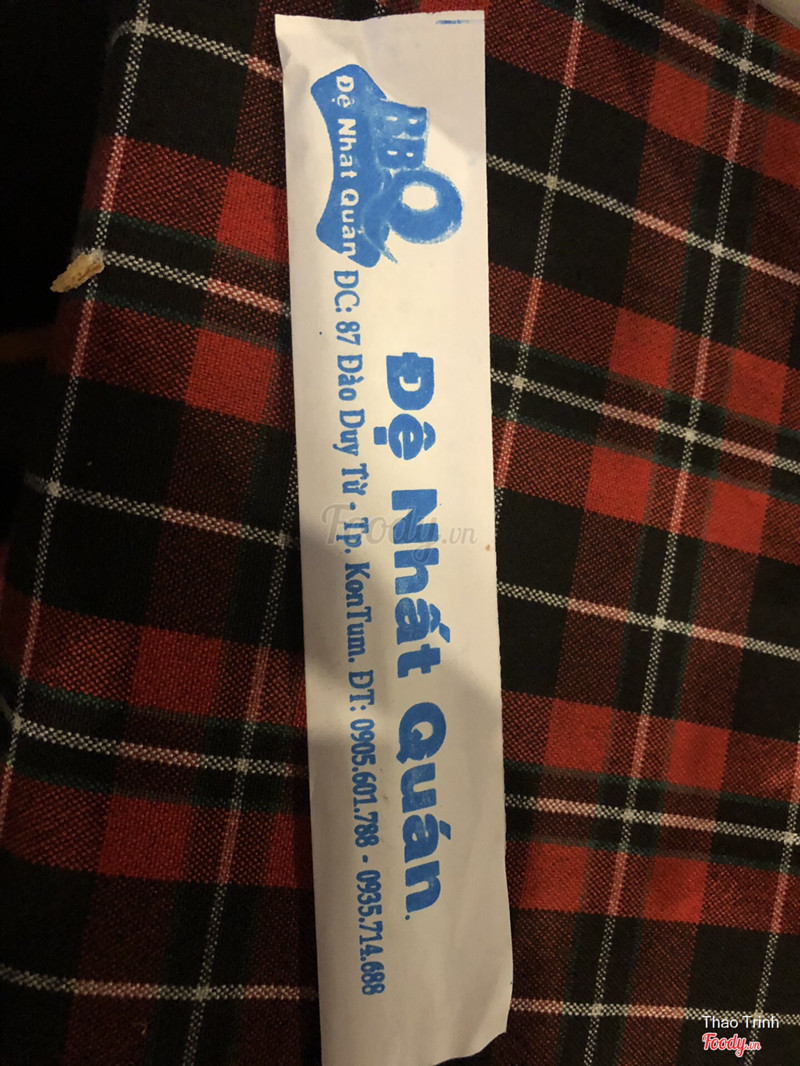 BBQ
Đệ Nhất Quán
Đệ Nhất Quán.
ĐC: 87 Đào Duy Từ - Tp. KonTum. ĐT: 0905.601.788 - 0935.714.688
Foody.vn
Thao Trinh
Foody.vn